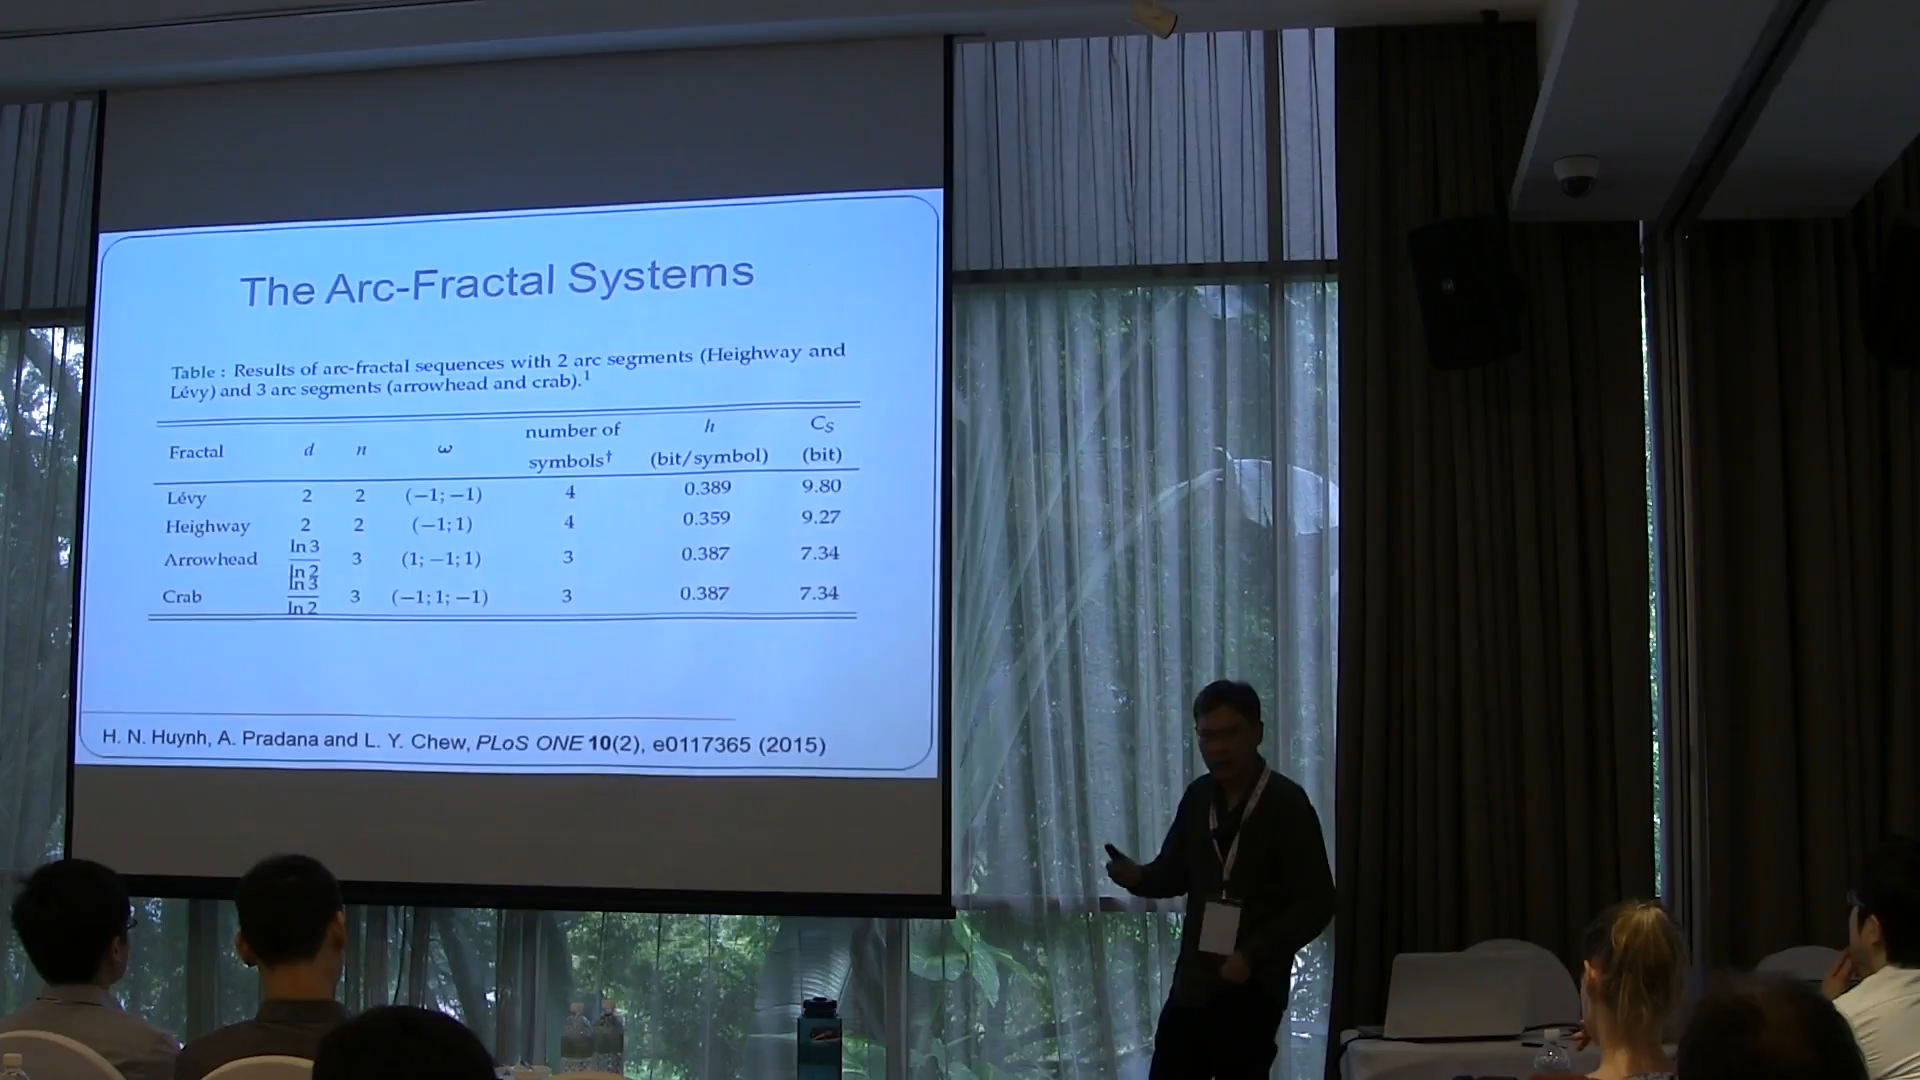 The Arc-Fractal Systems
Table : Results of arc-fractal sequences with 2 arc segments (Heighway and
Lévy) and 3 arc segments (arrowhead and crab).¹
Fractal d n ω number of symbols† h (bit/symbol) C_S (bit)
Lévy 2 2 (−1; −1) 4 0.389 9.80
Heighway 2 2 (−1; 1) 4 0.359 9.27
Arrowhead ln 3 / ln 2 3 (1; −1; 1) 3 0.387 7.34
Crab ln 3 / ln 2 3 (−1; 1; −1) 3 0.387 7.34
H. N. Huynh, A. Pradana and L. Y. Chew, PLoS ONE 10(2), e0117365 (2015)